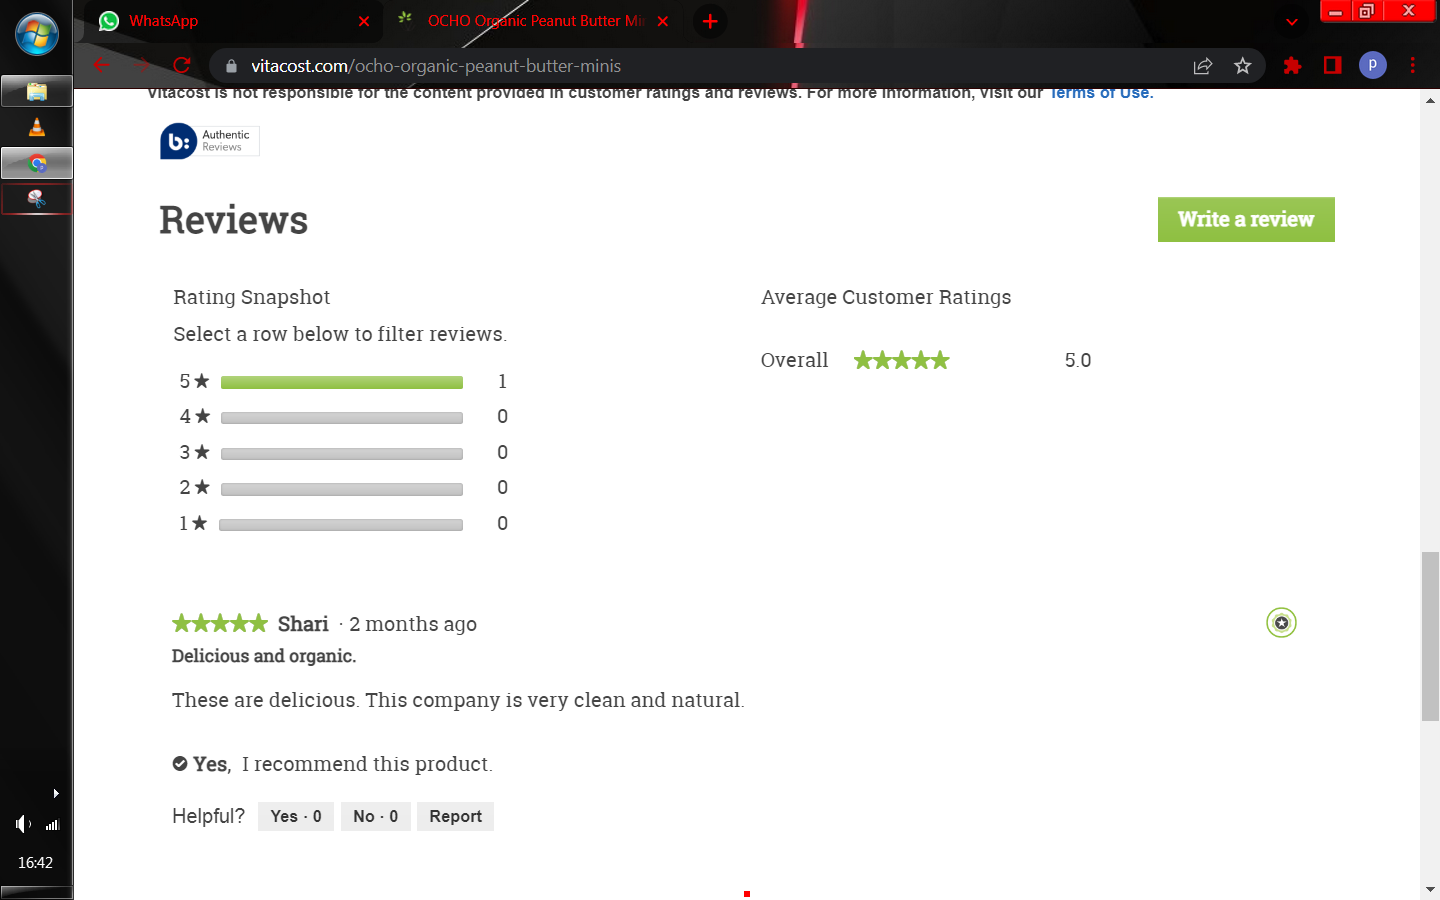 WhatsApp
OCHO Organic Peanut Butter Min
vitacost.com/ocho-organic-peanut-butter-minis
p
Vitacost is not responsible for the content provided in customer ratings and reviews. For more information, visit our Terms of Use.
b:
Authentic
Reviews
Reviews
Write a review
Rating Snapshot
Average Customer Ratings
Select a row below to filter reviews.
Overall 5.0
5 1
4 0
3 0
2 0
1 0
Shari · 2 months ago
Delicious and organic.
These are delicious. This company is very clean and natural.
Yes, I recommend this product.
Helpful? Yes · 0 No · 0 Report
16:42